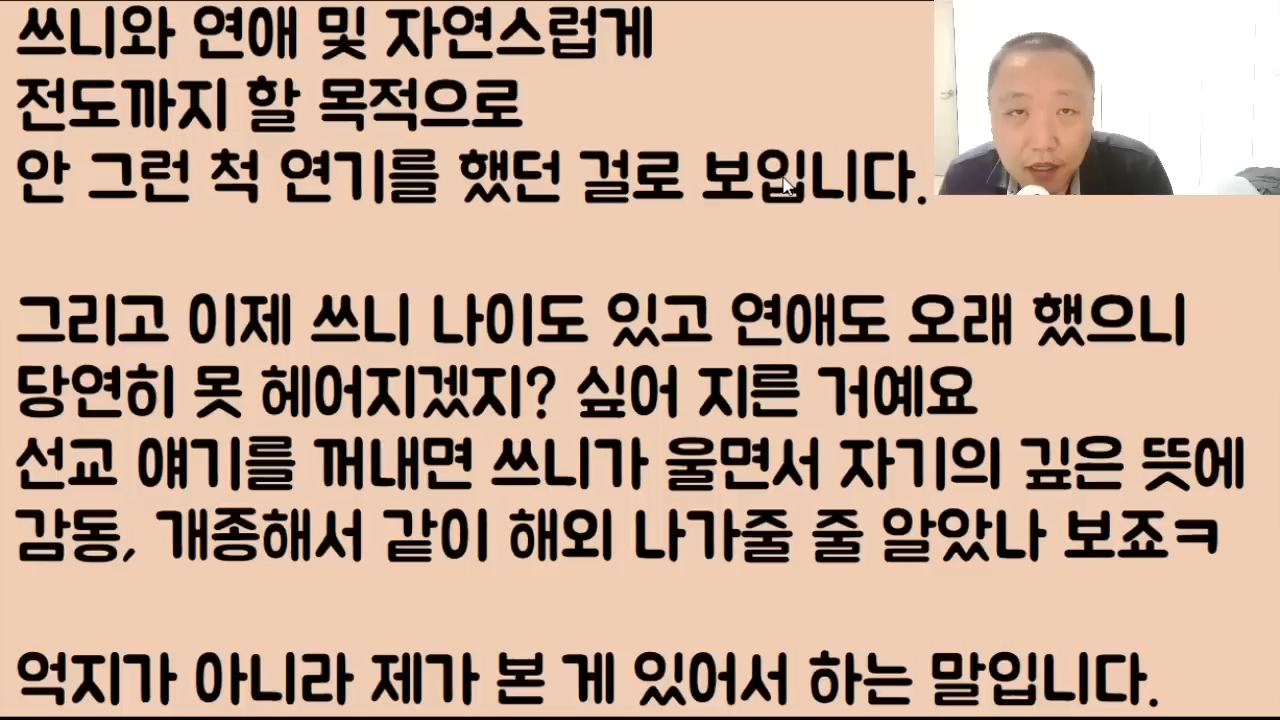 쓰니와 연애 및 자연스럽게
전도까지 할 목적으로
안 그런 척 연기를 했던 걸로 보입니다.
그리고 이제 쓰니 나이도 있고 연애도 오래 했으니
당연히 못 헤어지겠지? 싶어 지른 거예요
선교 얘기를 꺼내면 쓰니가 울면서 자기의 깊은 뜻에
감동, 개종해서 같이 해외 나가줄 줄 알았나 보죠ㅋ
억지가 아니라 제가 본 게 있어서 하는 말입니다.